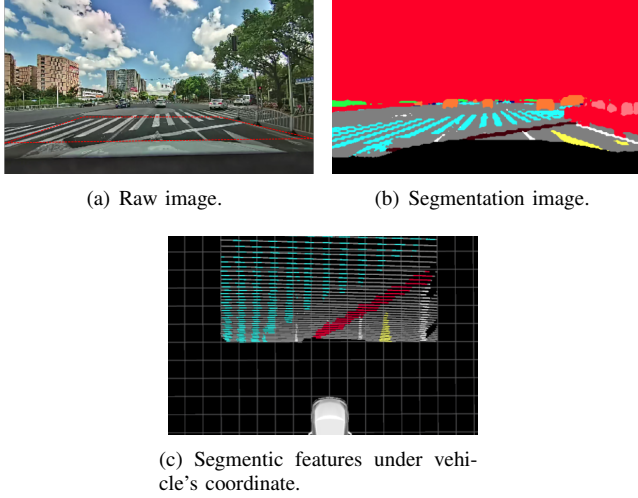 (a) Raw image.
(b) Segmentation image.
(c) Segmentic features under vehi-
cle's coordinate.